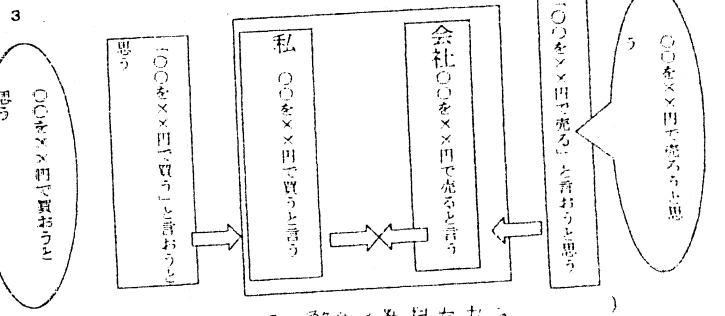 3
○○を××円で売ろうと思
う
「○○を××円で売る」と言おうと思う
会社
○○を××円で売ると言う
私
○○を××円で買うと言う
「○○を××円で買う」と言おうと
思う
○○を××円で買おうと
思う